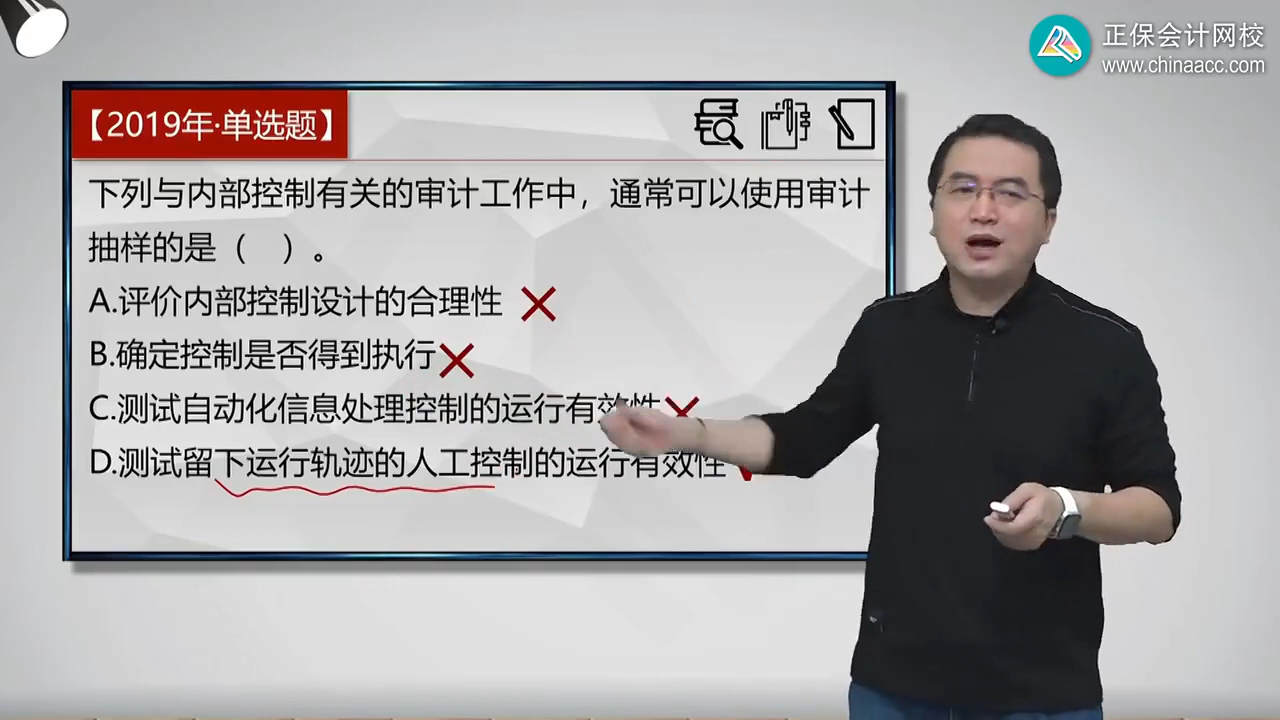 正保会计网校
www.chinaacc.com
【2019年·单选题】
下列与内部控制有关的审计工作中，通常可以使用审计
抽样的是（　）。
A.评价内部控制设计的合理性
B.确定控制是否得到执行
C.测试自动化信息处理控制的运行有效性
D.测试留下运行轨迹的人工控制的运行有效性